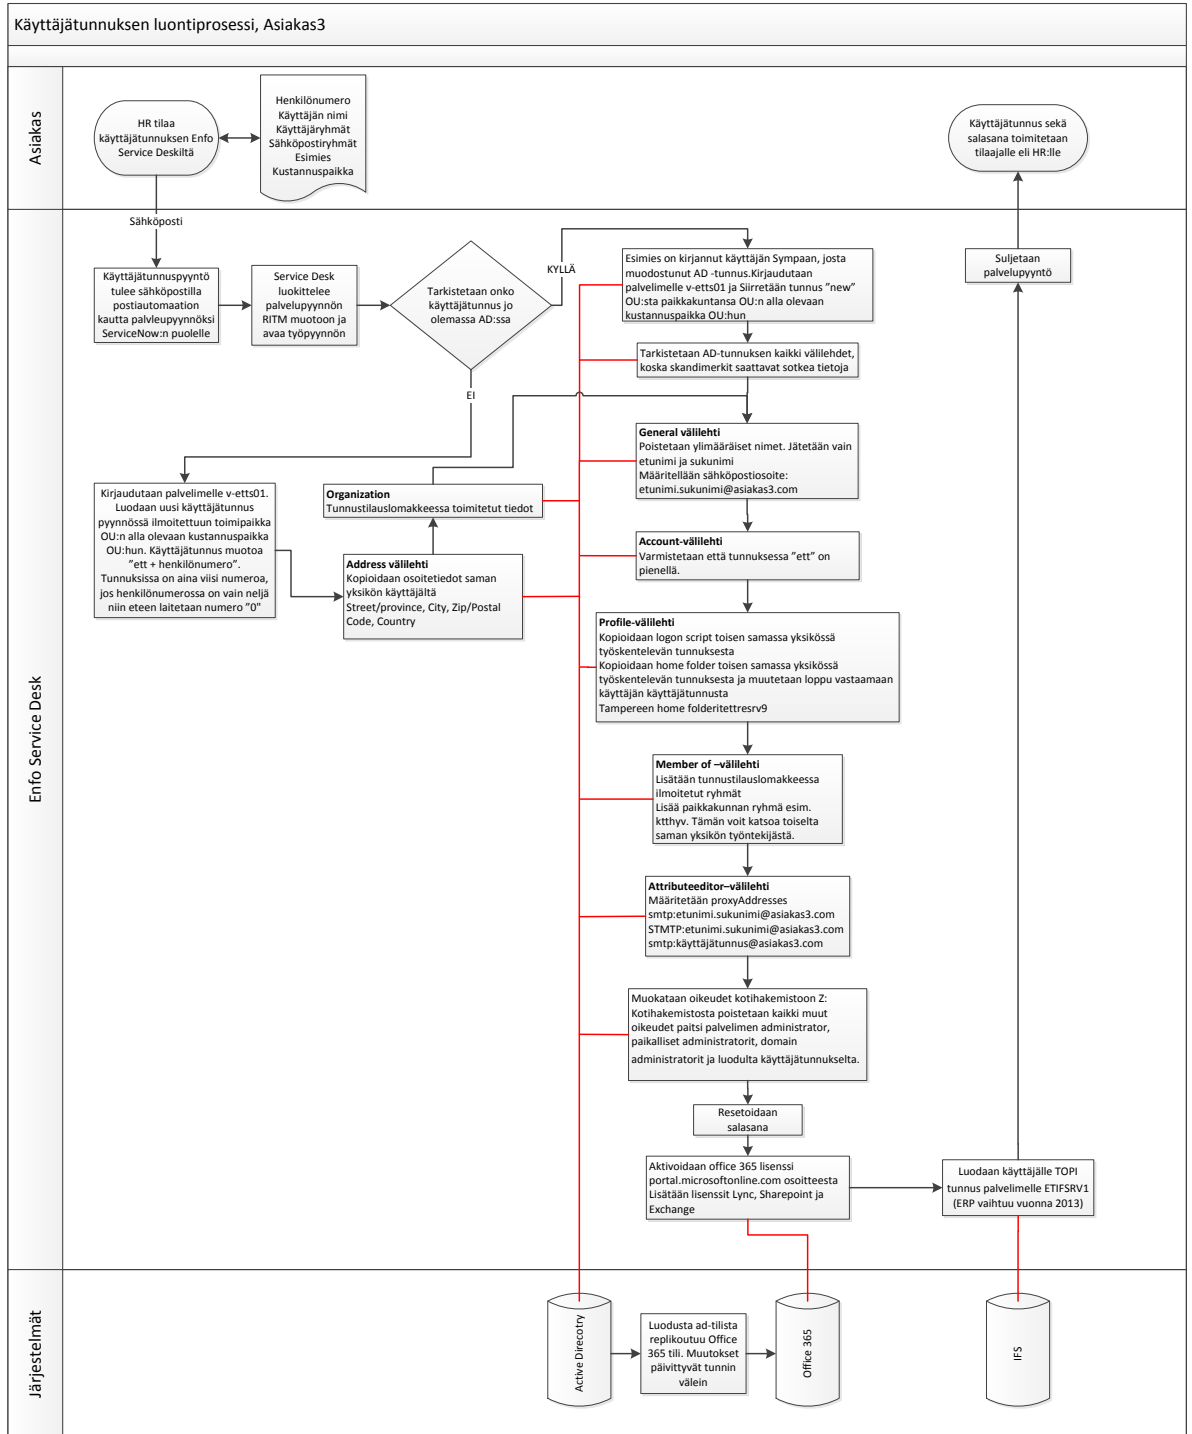 Käyttäjätunnuksen luontiprosessi, Asiakas3
Asiakas
HR tilaa
käyttäjätunnuksen Enfo
Service Deskiltä
Henkilönumero
Käyttäjän nimi
Käyttäjäryhmät
Sähköpostiryhmät
Esimies
Kustannuspaikka
Käyttäjätunnus sekä
salasana toimitetaan
tilaajalle eli HR:lle
Enfo Service Desk
Sähköposti
Käyttäjätunnuspyyntö
tulee sähköpostilla
postiautomaation
kautta palvleupyynnöksi
ServiceNow:n puolelle
Service Desk
luokittelee
palvelupyynnön
RITM muotoon ja
avaa työpyynnön
Tarkistetaan onko
käyttäjätunnus jo
olemassa AD:ssa
KYLLÄ
EI
Esimies on kirjannut käyttäjän Sympaan, josta
muodostunut AD -tunnus.Kirjaudutaan
palvelimelle v-etts01 ja Siirretään tunnus ”new”
OU:sta paikkakuntansa OU:n alla olevaan
kustannuspaikka OU:hun
Suljetaan
palvelupyyntö
Tarkistetaan AD-tunnuksen kaikki välilehdet,
koska skandimerkit saattavat sotkea tietoja
General välilehti
Poistetaan ylimääräiset nimet. Jätetään vain
etunimi ja sukunimi
Määritellään sähköpostiosoite:
etunimi.sukunimi@asiakas3.com
Kirjaudutaan palvelimelle v-etts01.
Luodaan uusi käyttäjätunnus
pyynnössä ilmoitettuun toimipaikka
OU:n alla olevaan kustannuspaikka
OU:hun. Käyttäjätunnus muotoa
”ett + henkilönumero”.
Tunnuksissa on aina viisi numeroa,
jos henkilönumerossa on vain neljä
niin eteen laitetaan numero ”0"
Organization
Tunnustilauslomakkeessa toimitetut tiedot
Address välilehti
Kopioidaan osoitetiedot saman
yksikön käyttäjältä
Street/province, City, Zip/Postal
Code, Country
Account-välilehti
Varmistetaan että tunnuksessa ”ett” on
pienellä.
Profile-välilehti
Kopioidaan logon script toisen samassa yksikössä
työskentelevän tunnuksesta
Kopioidaan home folder toisen samassa yksikössä
työskentelevän tunnuksesta ja muutetaan loppu vastaamaan
käyttäjän käyttäjätunnusta
Tampereen home folderitettresrv9
Member of –välilehti
Lisätään tunnustilauslomakkeessa
ilmoitetut ryhmät
Lisää paikkakunnan ryhmä esim.
ktthyv. Tämän voit katsoa toiselta
saman yksikön työntekijästä.
Attributeeditor–välilehti
Määritetään proxyAddresses
smtp:etunimi.sukunimi@asiakas3.com
STMTP:etunimi.sukunimi@asiakas3.com
smtp:käyttäjätunnus@asiakas3.com
Muokataan oikeudet kotihakemistoon Z:
Kotihakemistosta poistetaan kaikki muut
oikeudet paitsi palvelimen administrator,
paikalliset administratorit, domain
administratorit ja luodulta käyttäjätunnukselta.
Resetoidaan
salasana
Aktivoidaan office 365 lisenssi
portal.microsoftonline.com osoitteesta
Lisätään lisenssit Lync, Sharepoint ja
Exchange
Luodaan käyttäjälle TOPI
tunnus palvelimelle ETIFSRV1
(ERP vaihtuu vuonna 2013)
Järjestelmät
Active Direcotry
Luodusta ad-tilista
replikoutuu Office
365 tili. Muutokset
päivittyvät tunnin
välein
Office 365
IFS